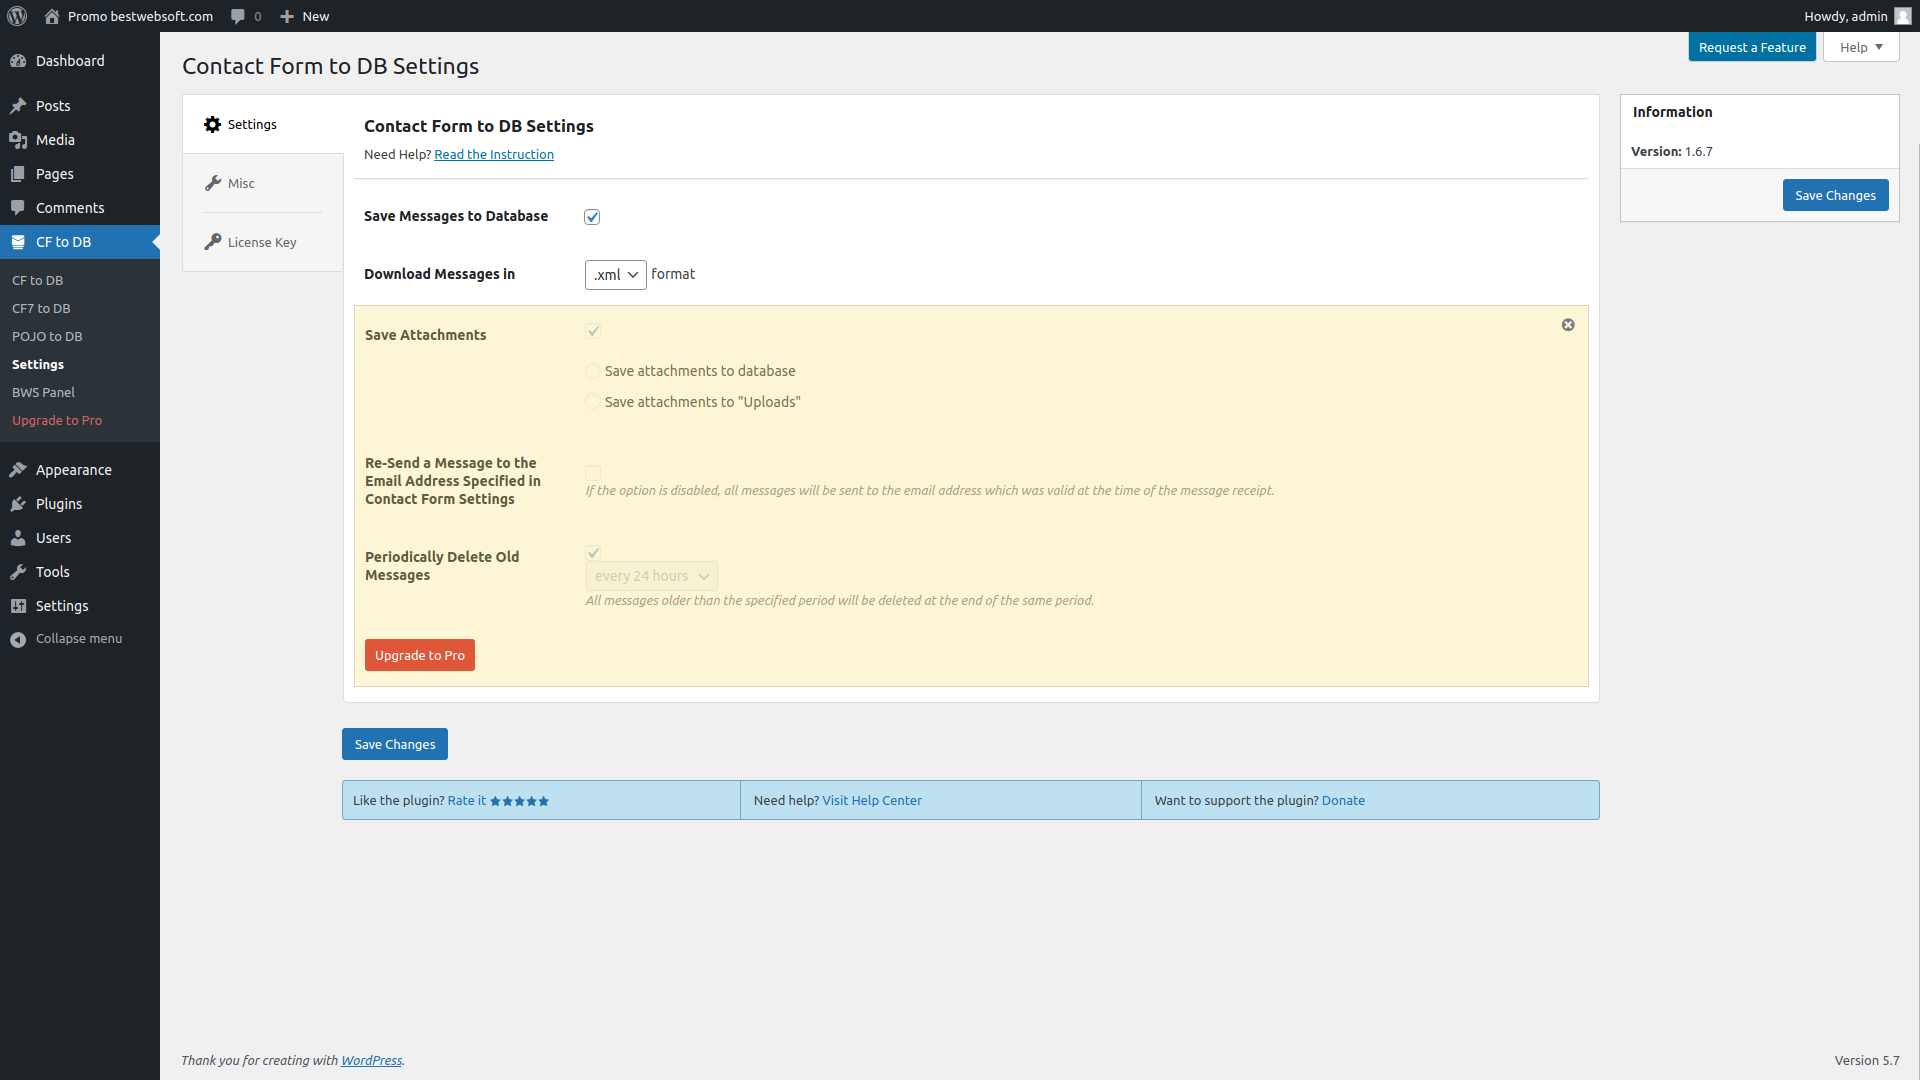 Promo bestwebsoft.com 0 New Howdy, admin
Dashboard
Posts
Media
Pages
Comments
CF to DB
CF to DB
CF7 to DB
POJO to DB
Settings
BWS Panel
Upgrade to Pro
Appearance
Plugins
Users
Tools
Settings
Collapse menu
Request a Feature
Help
Contact Form to DB Settings
Settings
Misc
License Key
Contact Form to DB Settings
Need Help? Read the Instruction
Save Messages to Database
Download Messages in .xml format
Save Attachments
Save attachments to database
Save attachments to "Uploads"
Re-Send a Message to the
Email Address Specified in
Contact Form Settings
If the option is disabled, all messages will be sent to the email address which was valid at the time of the message receipt.
Periodically Delete Old
Messages
every 24 hours
All messages older than the specified period will be deleted at the end of the same period.
Upgrade to Pro
Save Changes
Like the plugin? Rate it
Need help? Visit Help Center
Want to support the plugin? Donate
Information
Version: 1.6.7
Save Changes
Thank you for creating with WordPress.
Version 5.7